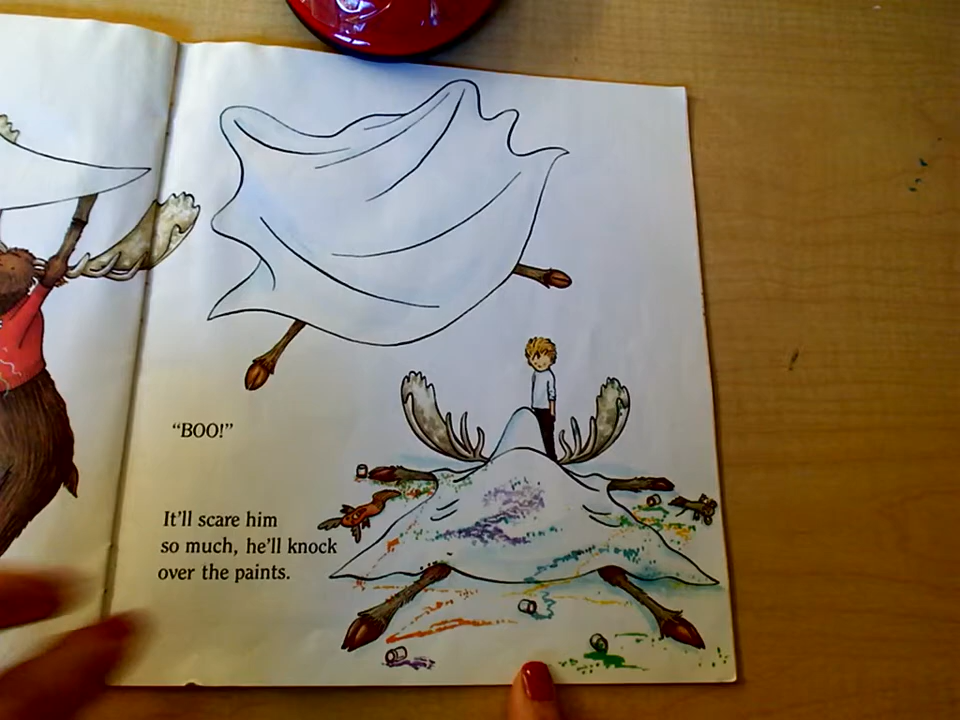 “BOO!”
It’ll scare him
so much, he’ll knock
over the paints.